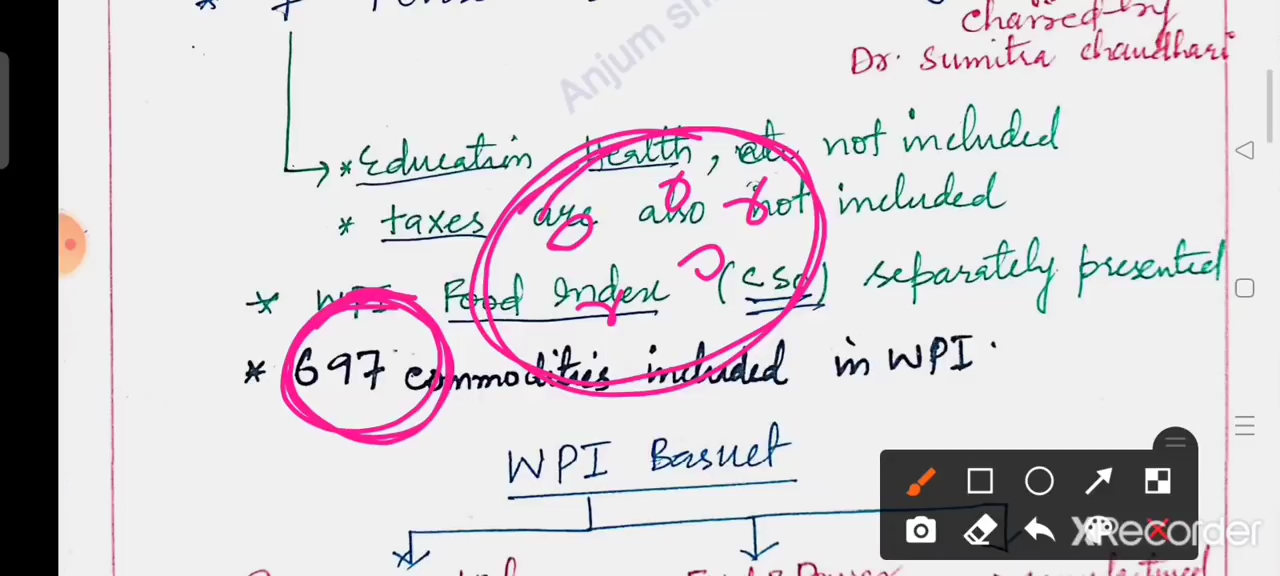 chaired by
Dr. Sumitra Chaudhari
Anjum
* Education Health, etc not included
* taxes are also not included
* WPI Food Index (CSO) separately presented
* 697 commodities included in WPI.
WPI Basket
XRecorder